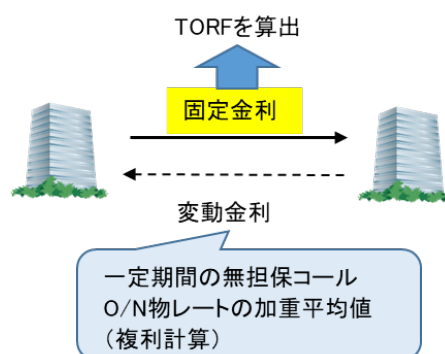 TORFを算出
固定金利
変動金利
一定期間の無担保コール
O/N物レートの加重平均値
（複利計算）